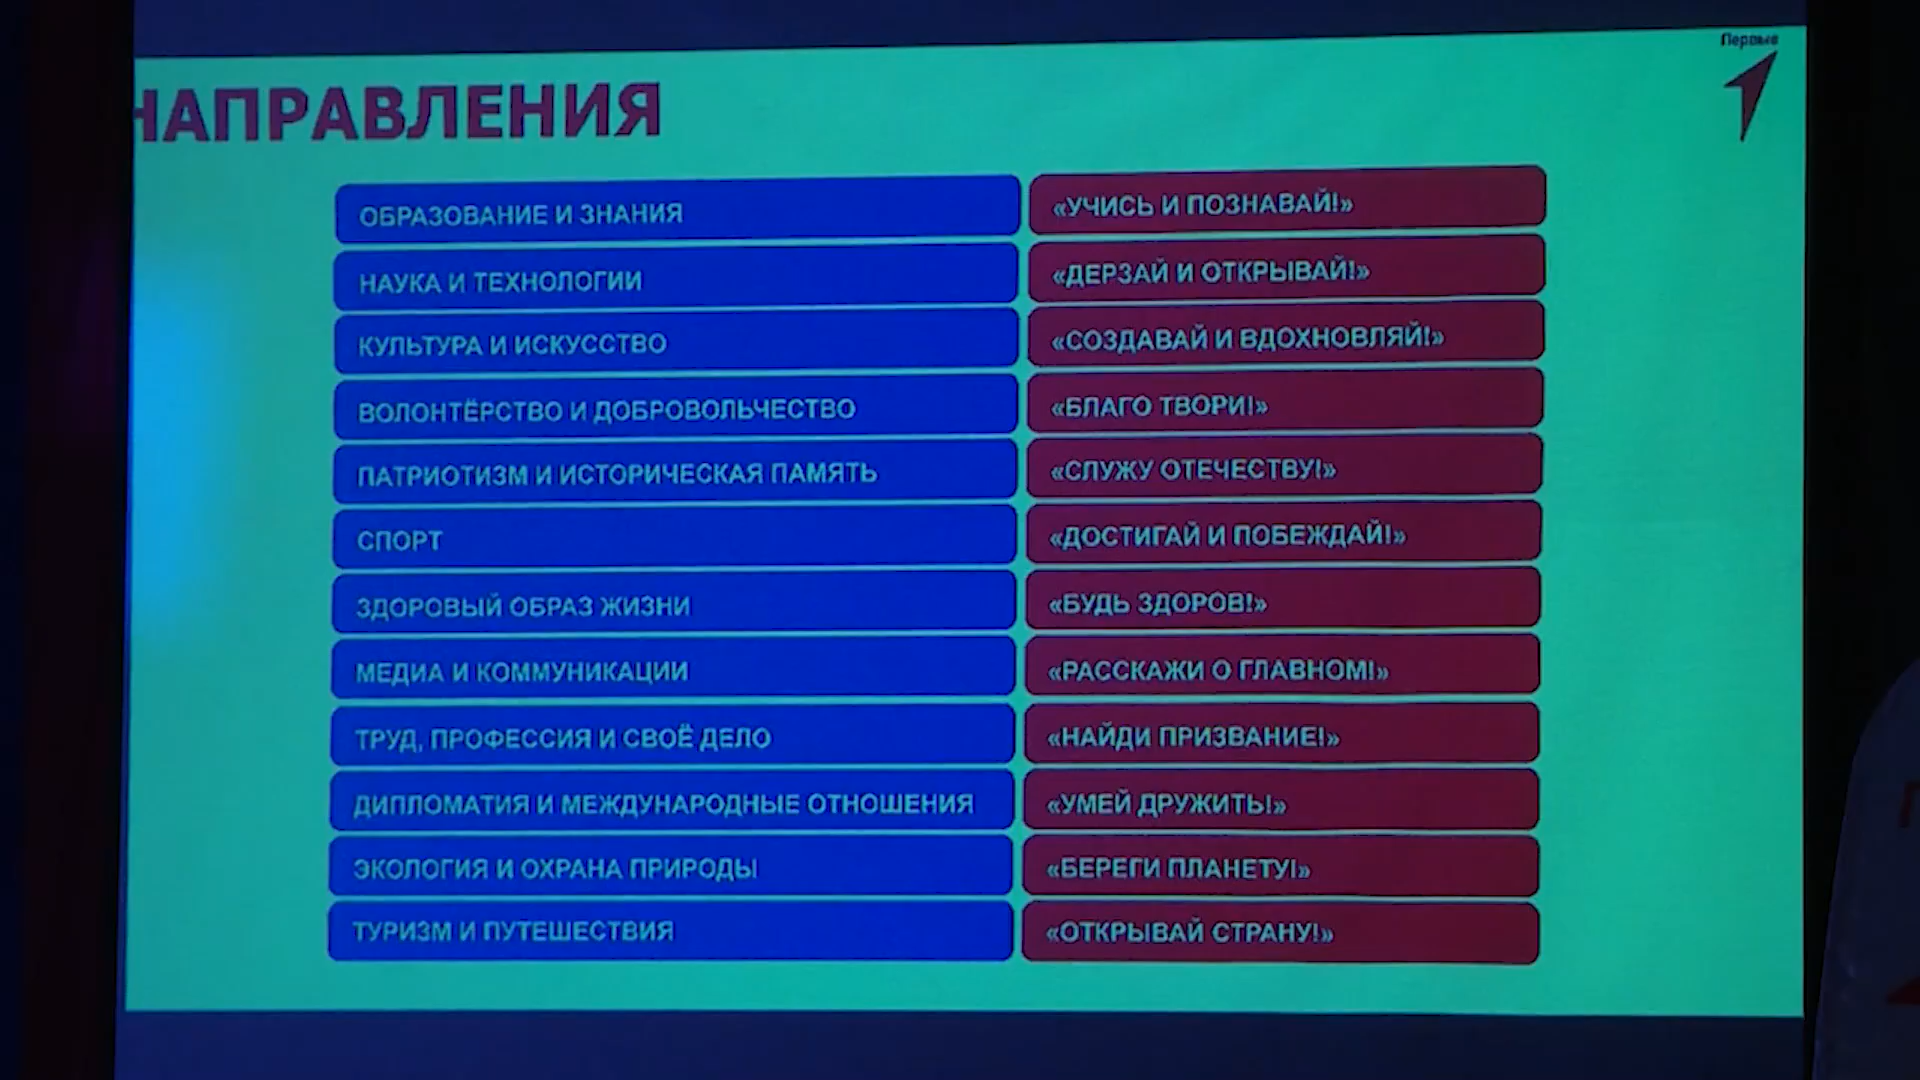 Первые
НАПРАВЛЕНИЯ
ОБРАЗОВАНИЕ И ЗНАНИЯ «УЧИСЬ И ПОЗНАВАЙ!»
НАУКА И ТЕХНОЛОГИИ «ДЕРЗАЙ И ОТКРЫВАЙ!»
КУЛЬТУРА И ИСКУССТВО «СОЗДАВАЙ И ВДОХНОВЛЯЙ!»
ВОЛОНТЁРСТВО И ДОБРОВОЛЬЧЕСТВО «БЛАГО ТВОРИ!»
ПАТРИОТИЗМ И ИСТОРИЧЕСКАЯ ПАМЯТЬ «СЛУЖУ ОТЕЧЕСТВУ!»
СПОРТ «ДОСТИГАЙ И ПОБЕЖДАЙ!»
ЗДОРОВЫЙ ОБРАЗ ЖИЗНИ «БУДЬ ЗДОРОВ!»
МЕДИА И КОММУНИКАЦИИ «РАССКАЖИ О ГЛАВНОМ!»
ТРУД, ПРОФЕССИЯ И СВОЁ ДЕЛО «НАЙДИ ПРИЗВАНИЕ!»
ДИПЛОМАТИЯ И МЕЖДУНАРОДНЫЕ ОТНОШЕНИЯ «УМЕЙ ДРУЖИТЬ!»
ЭКОЛОГИЯ И ОХРАНА ПРИРОДЫ «БЕРЕГИ ПЛАНЕТУ!»
ТУРИЗМ И ПУТЕШЕСТВИЯ «ОТКРЫВАЙ СТРАНУ!»